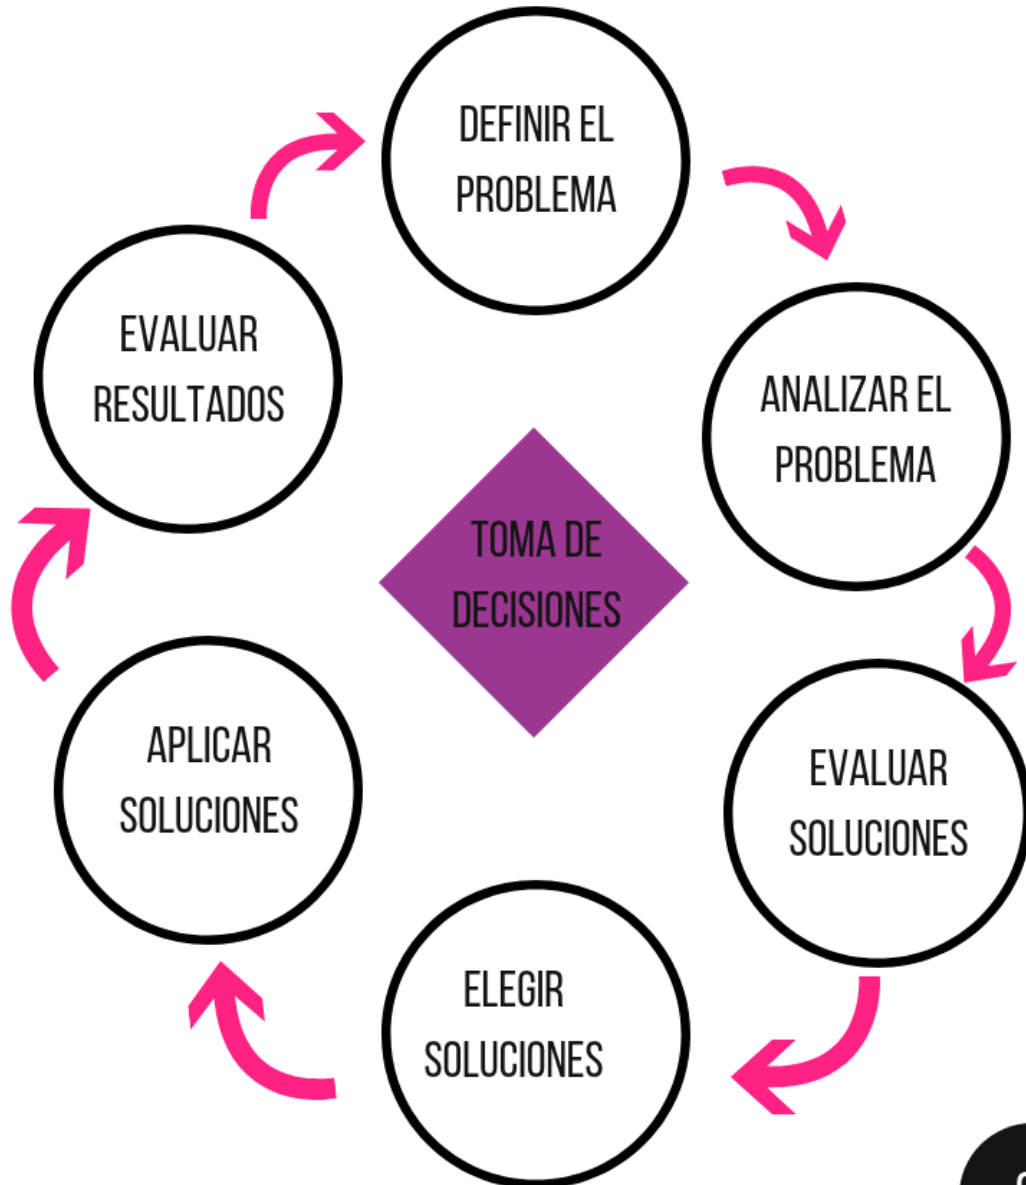 DEFINIR EL
PROBLEMA
ANALIZAR EL
PROBLEMA
EVALUAR
SOLUCIONES
ELEGIR
SOLUCIONES
APLICAR
SOLUCIONES
EVALUAR
RESULTADOS
TOMA DE
DECISIONES